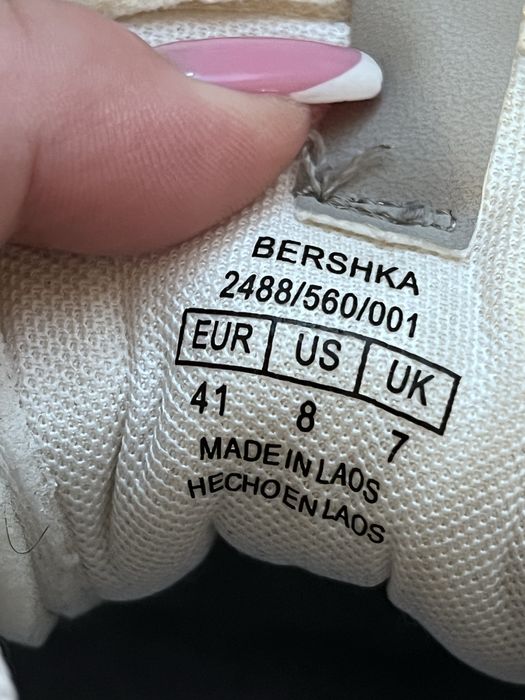 BERSHKA
2488/560/001
EUR US UK
41 8 7
MADE IN LAOS
HECHO EN LAOS